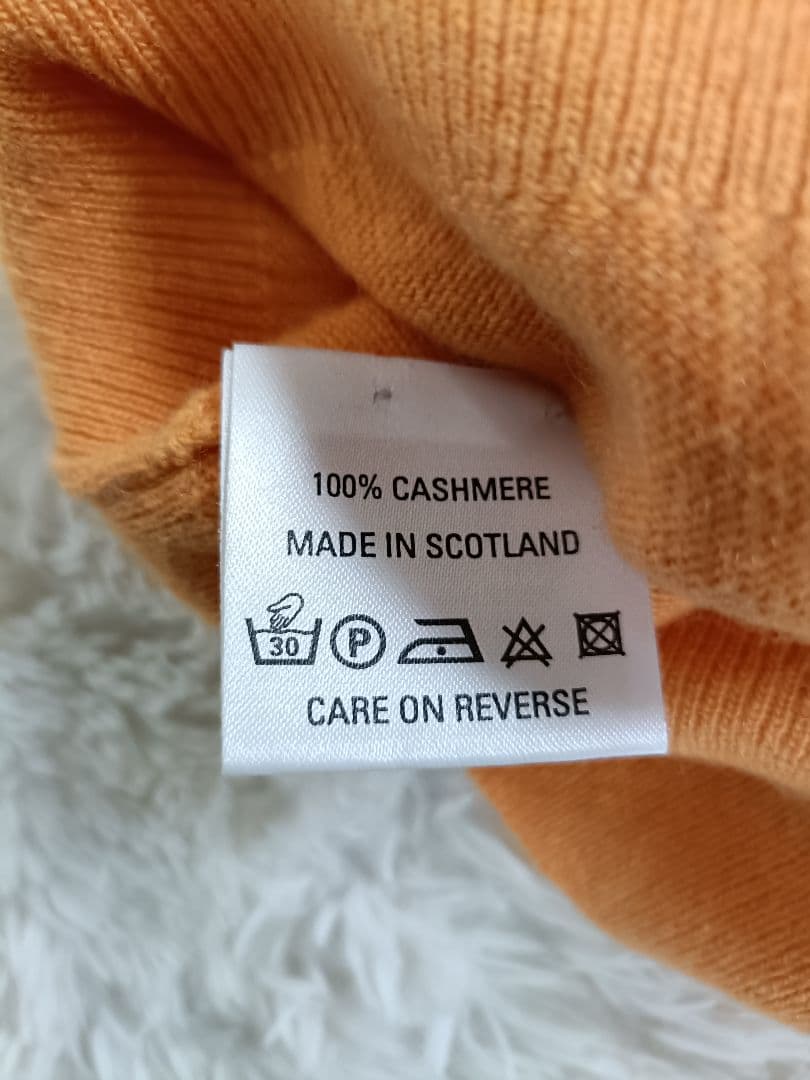 100% CASHMERE
MADE IN SCOTLAND
30 P
CARE ON REVERSE